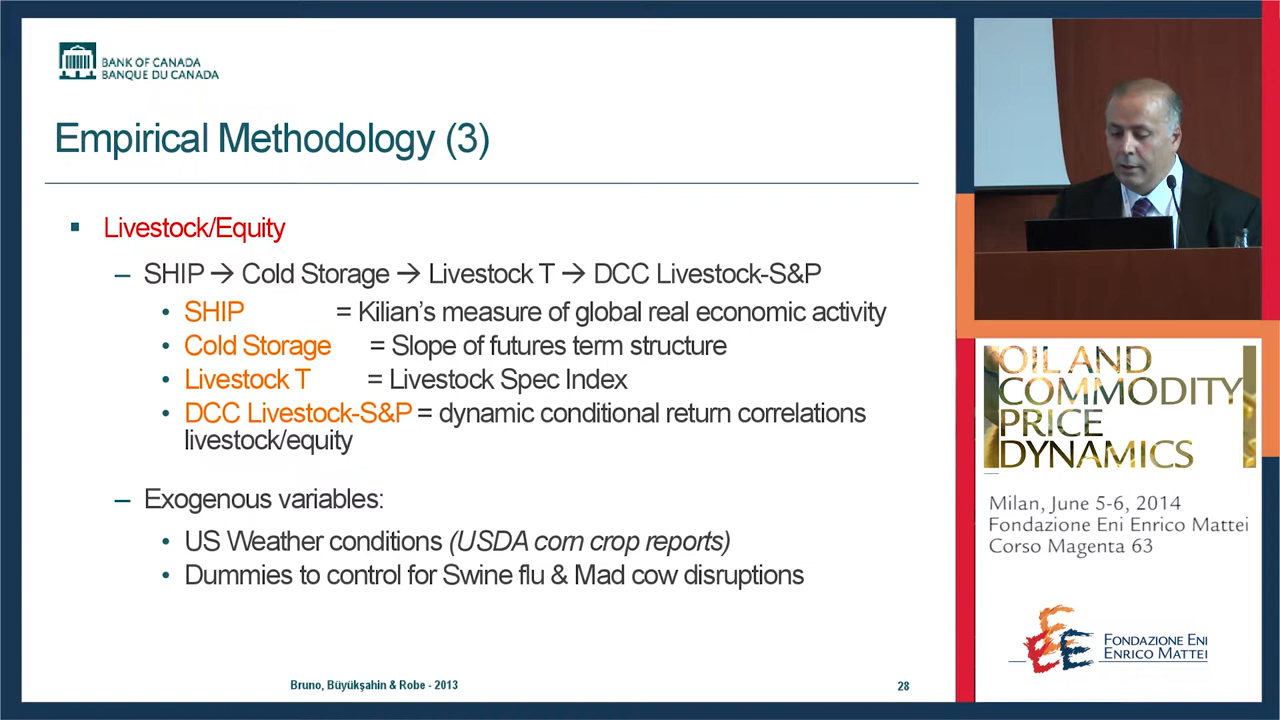 BANK OF CANADA
BANQUE DU CANADA
Empirical Methodology (3)
▪ Livestock/Equity
– SHIP → Cold Storage → Livestock T → DCC Livestock-S&P
• SHIP = Kilian's measure of global real economic activity
• Cold Storage = Slope of futures term structure
• Livestock T = Livestock Spec Index
• DCC Livestock-S&P = dynamic conditional return correlations
livestock/equity
– Exogenous variables:
• US Weather conditions (USDA corn crop reports)
• Dummies to control for Swine flu & Mad cow disruptions
Bruno, Büyükşahin & Robe - 2013
28
OIL AND
COMMODITY
PRICE
DYNAMICS
Milan, June 5-6, 2014
Fondazione Eni Enrico Mattei
Corso Magenta 63
FONDAZIONE ENI
ENRICO MATTEI